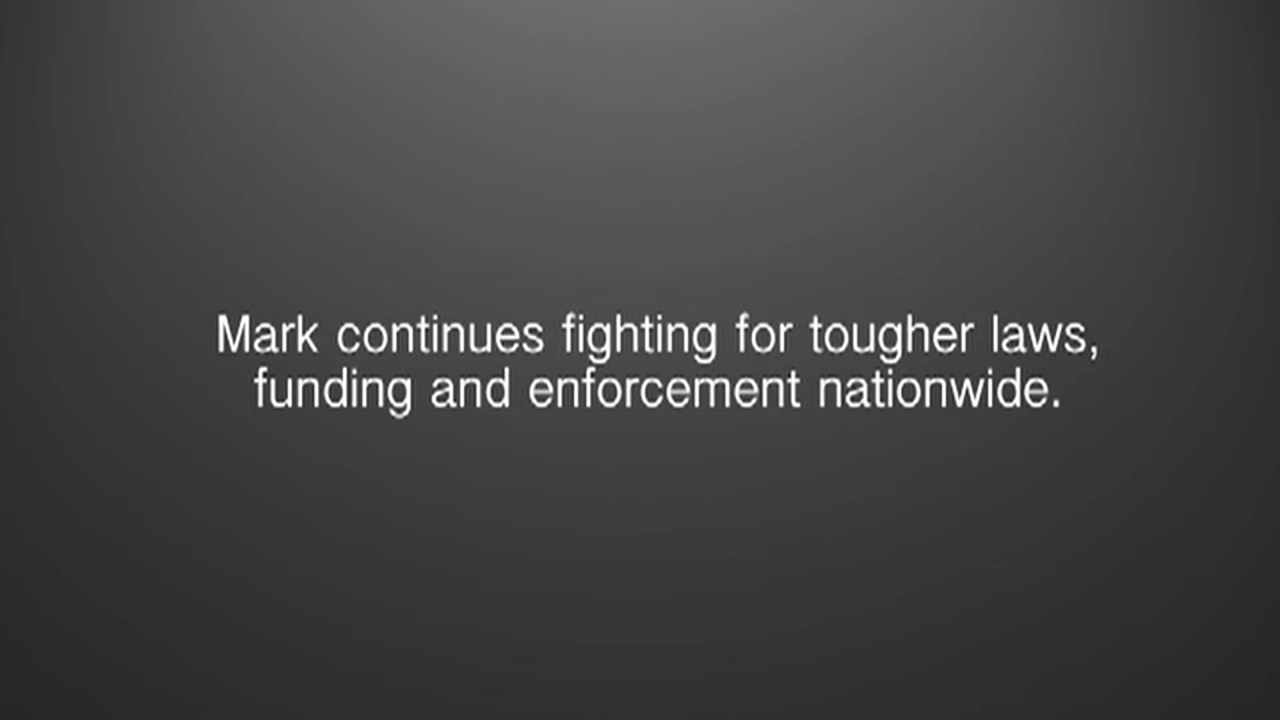 Mark continues fighting for tougher laws,
funding and enforcement nationwide.